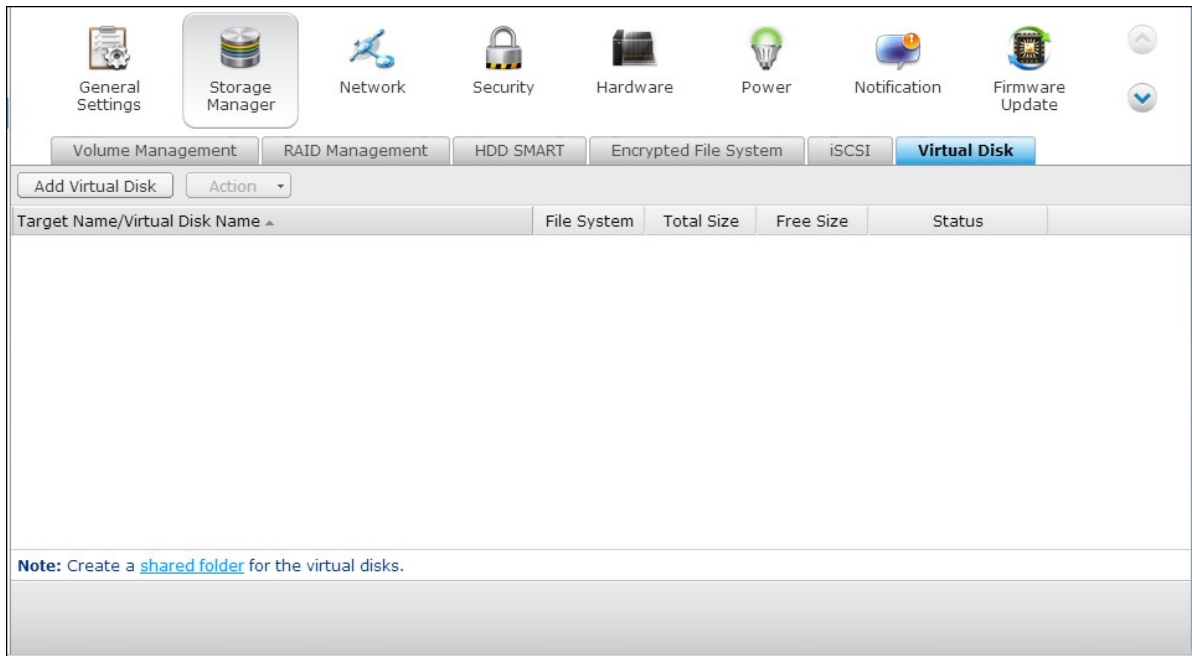 General Settings
Storage Manager
Network
Security
Hardware
Power
Notification
Firmware Update
Volume Management
RAID Management
HDD SMART
Encrypted File System
iSCSI
Virtual Disk
Add Virtual Disk
Action
Target Name/Virtual Disk Name
File System
Total Size
Free Size
Status
Note: Create a shared folder for the virtual disks.